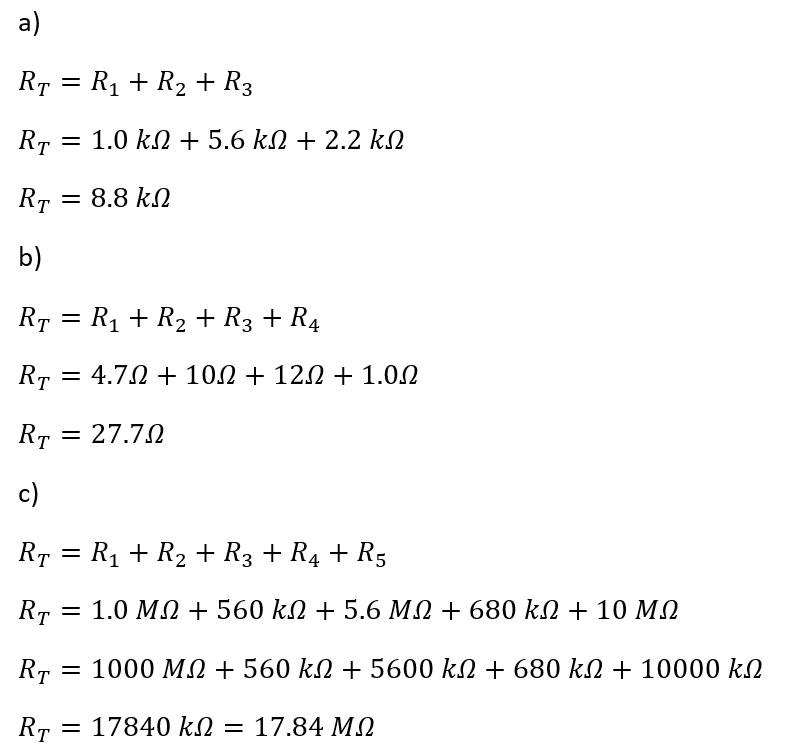 a)
R_T = R_1 + R_2 + R_3
R_T = 1.0 kΩ + 5.6 kΩ + 2.2 kΩ
R_T = 8.8 kΩ
b)
R_T = R_1 + R_2 + R_3 + R_4
R_T = 4.7Ω + 10Ω + 12Ω + 1.0Ω
R_T = 27.7Ω
c)
R_T = R_1 + R_2 + R_3 + R_4 + R_5
R_T = 1.0 MΩ + 560 kΩ + 5.6 MΩ + 680 kΩ + 10 MΩ
R_T = 1000 MΩ + 560 kΩ + 5600 kΩ + 680 kΩ + 10000 kΩ
R_T = 17840 kΩ = 17.84 MΩ